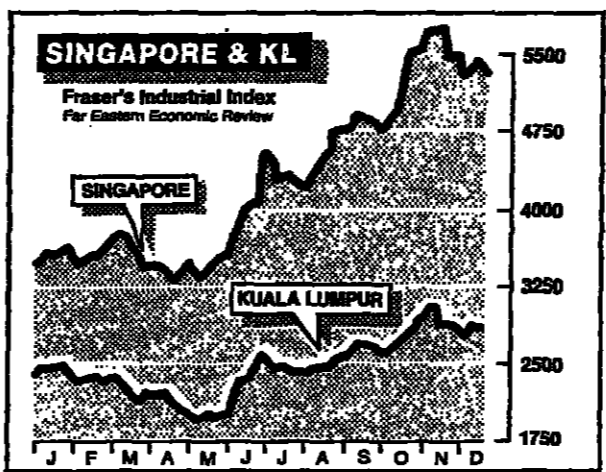 SINGAPORE & KL
Fraser's Industrial Index
Far Eastern Economic Review
SINGAPORE
KUALA LUMPUR
5500
4750
4000
3250
2500
1750
J F M A M J J A S O N D